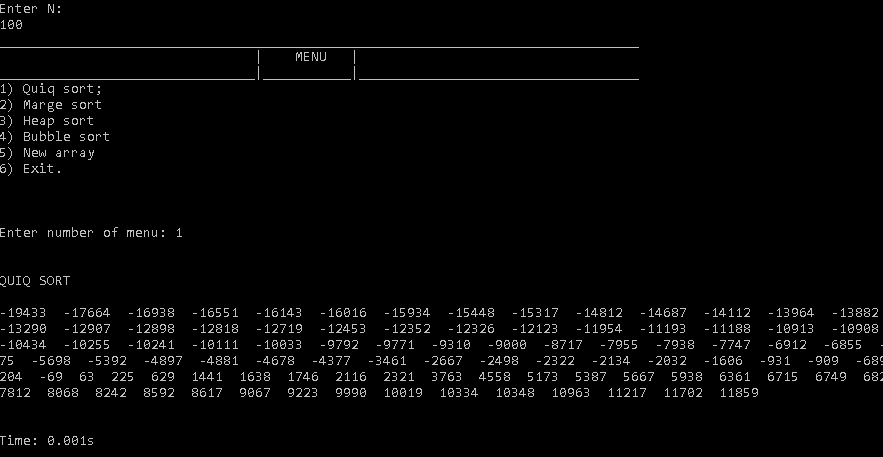 Enter N:
100
MENU
1) Quiq sort;
2) Marge sort
3) Heap sort
4) Bubble sort
5) New array
6) Exit.
Enter number of menu: 1
QUIQ SORT
-19433 -17664 -16938 -16551 -16143 -16016 -15934 -15448 -15317 -14812 -14687 -14112 -13964 -13882
-13290 -12907 -12898 -12818 -12719 -12453 -12352 -12326 -12123 -11954 -11193 -11188 -10913 -10908
-10434 -10255 -10241 -10111 -10033 -9792 -9771 -9310 -9000 -8717 -7955 -7938 -7747 -6912 -6855 -
75 -5698 -5392 -4897 -4881 -4678 -4377 -3461 -2667 -2498 -2322 -2134 -2032 -1606 -931 -909 -689
204 -69 63 225 629 1441 1638 1746 2116 2321 3763 4558 5173 5387 5667 5938 6361 6715 6749 682
7812 8068 8242 8592 8617 9067 9223 9990 10019 10334 10348 10963 11217 11702 11859
Time: 0.001s